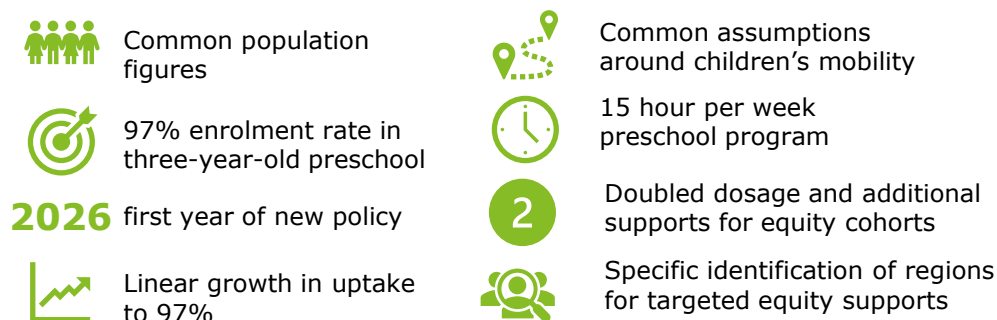 Common population
figures
97% enrolment rate in
three-year-old preschool
2026 first year of new policy
Linear growth in uptake
to 97%
Common assumptions
around children's mobility
15 hour per week
preschool program
2
Doubled dosage and additional
supports for equity cohorts
Specific identification of regions
for targeted equity supports